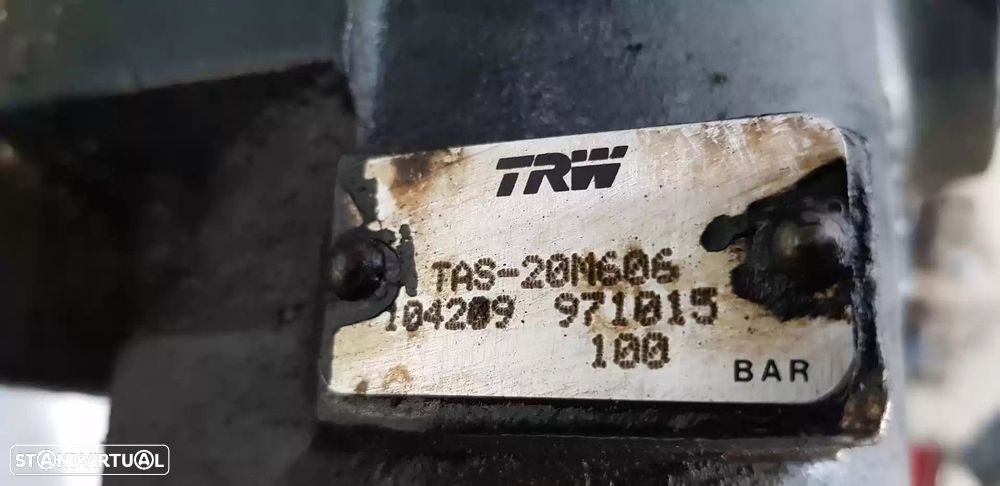 TRW
TAS-20M606
104209 971015
100 BAR
STANDVIRTUAL